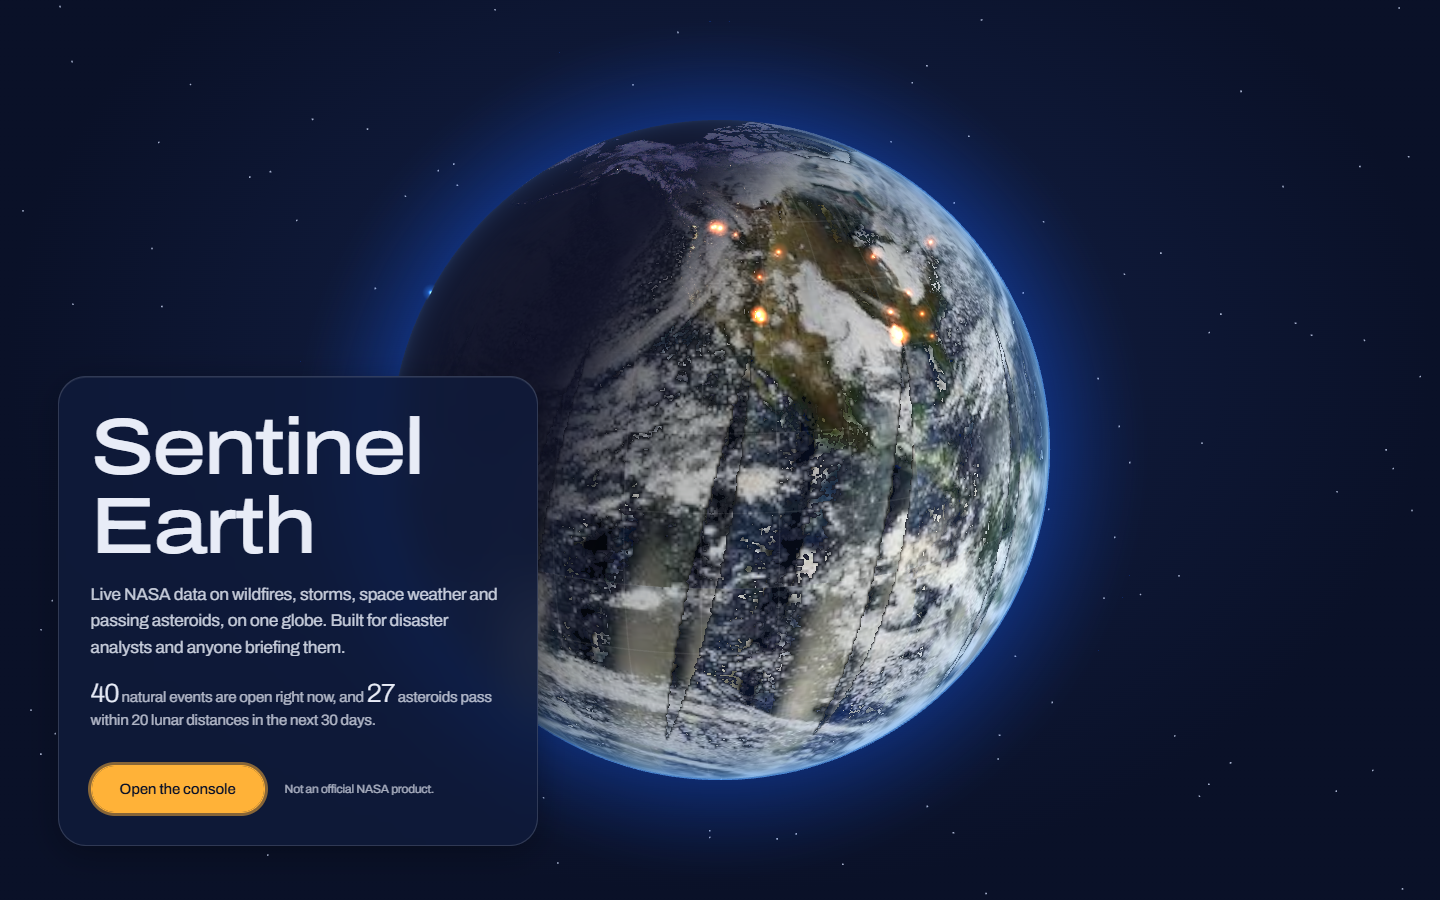 Sentinel
Earth
Live NASA data on wildfires, storms, space weather and
passing asteroids, on one globe. Built for disaster
analysts and anyone briefing them.
40 natural events are open right now, and 27 asteroids pass
within 20 lunar distances in the next 30 days.
Open the console
Not an official NASA product.